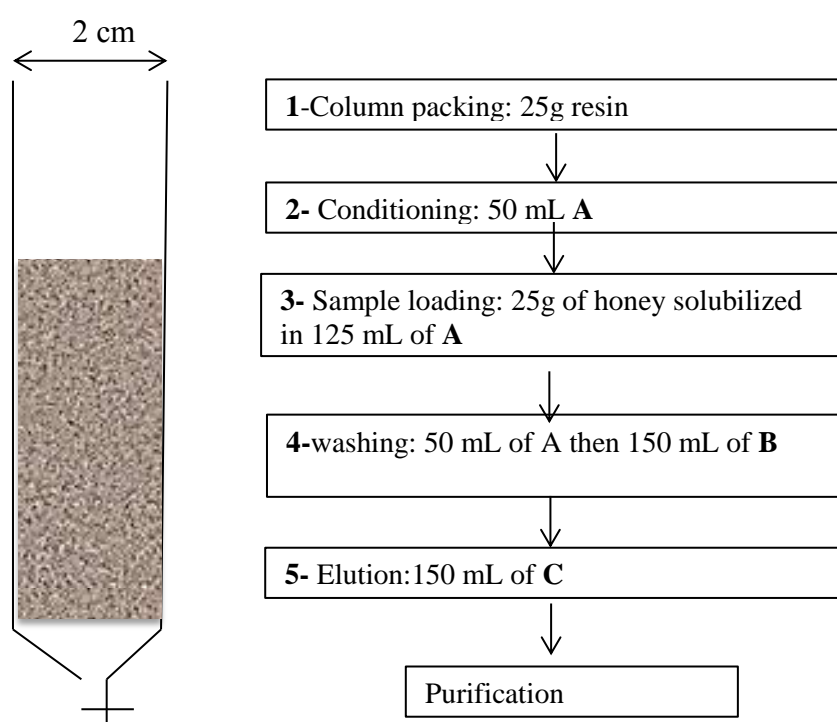 2 cm
1-Column packing: 25g resin
2- Conditioning: 50 mL A
3- Sample loading: 25g of honey solubilized
in 125 mL of A
4-washing: 50 mL of A then 150 mL of B
5- Elution:150 mL of C
Purification